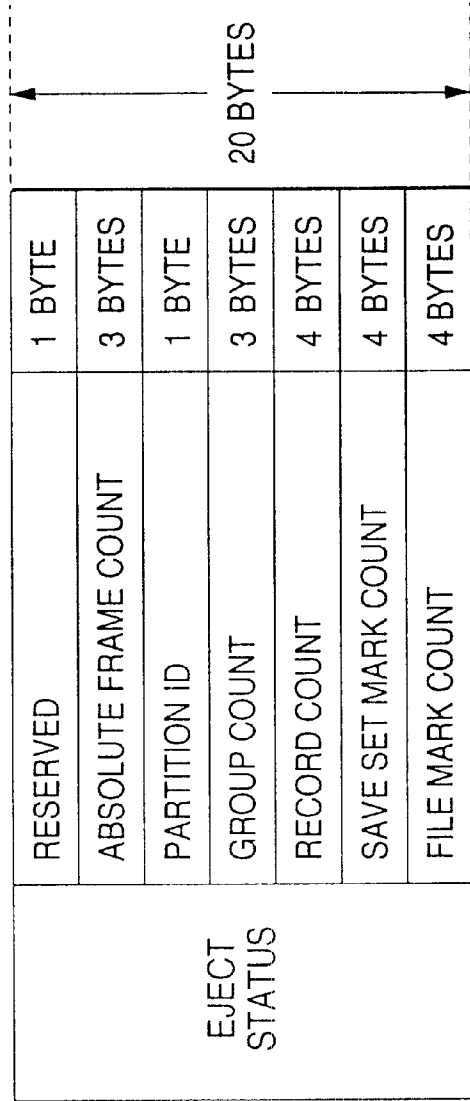 EJECT
STATUS
RESERVED 1 BYTE
ABSOLUTE FRAME COUNT 3 BYTES
PARTITION ID 1 BYTE
GROUP COUNT 3 BYTES
RECORD COUNT 4 BYTES
SAVE SET MARK COUNT 4 BYTES
FILE MARK COUNT 4 BYTES
20 BYTES